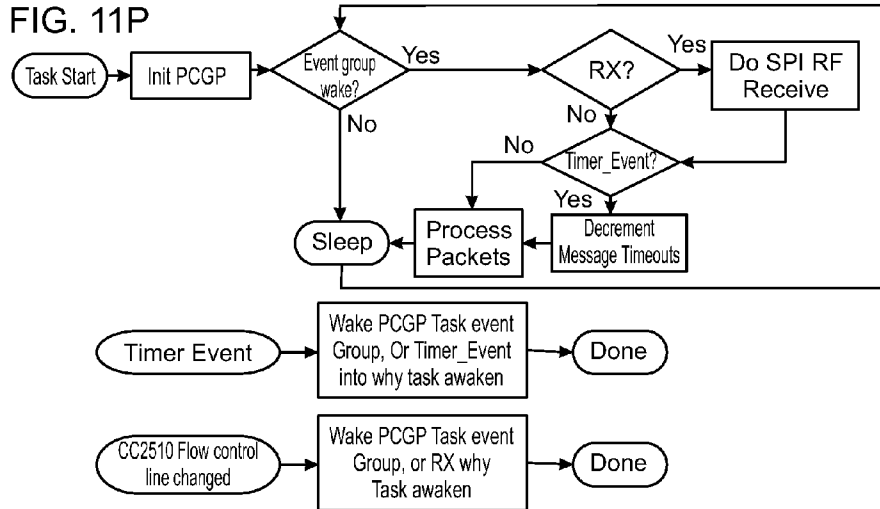 FIG. 11P
Task Start
Init PCGP
Event group
wake?
Yes
No
RX?
Yes
No
Do SPI RF
Receive
Timer_Event?
No
Yes
Decrement
Message Timeouts
Process
Packets
Sleep
Timer Event
Wake PCGP Task event
Group, Or Timer_Event
into why task awaken
Done
CC2510 Flow control
line changed
Wake PCGP Task event
Group, or RX why
Task awaken
Done